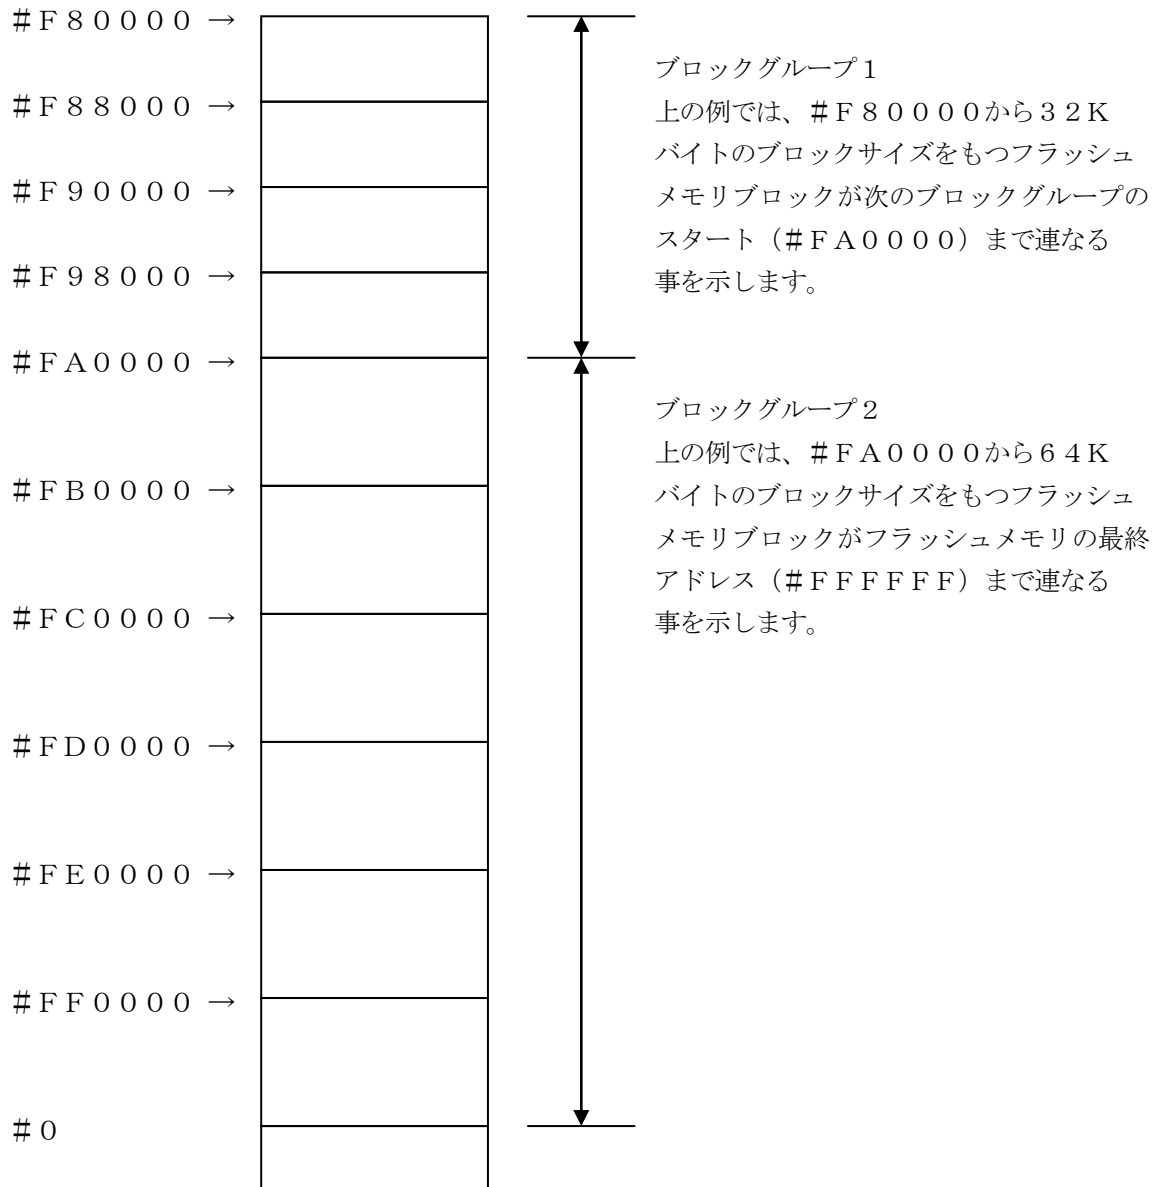 ＃Ｆ８００００ →
ブロックグループ１
＃Ｆ８８０００ →
上の例では、＃Ｆ８００００から３２Ｋ
バイトのブロックサイズをもつフラッシュ
＃Ｆ９００００ →
メモリブロックが次のブロックグループの
スタート（＃ＦＡ００００）まで連なる
＃Ｆ９８０００ →
事を示します。
＃ＦＡ００００ →
ブロックグループ２
上の例では、＃ＦＡ００００から６４Ｋ
＃ＦＢ００００ →
バイトのブロックサイズをもつフラッシュ
メモリブロックがフラッシュメモリの最終
アドレス（＃ＦＦＦＦＦＦ）まで連なる
＃ＦＣ００００ →
事を示します。
＃ＦＤ００００ →
＃ＦＥ００００ →
＃ＦＦ００００ →
＃０